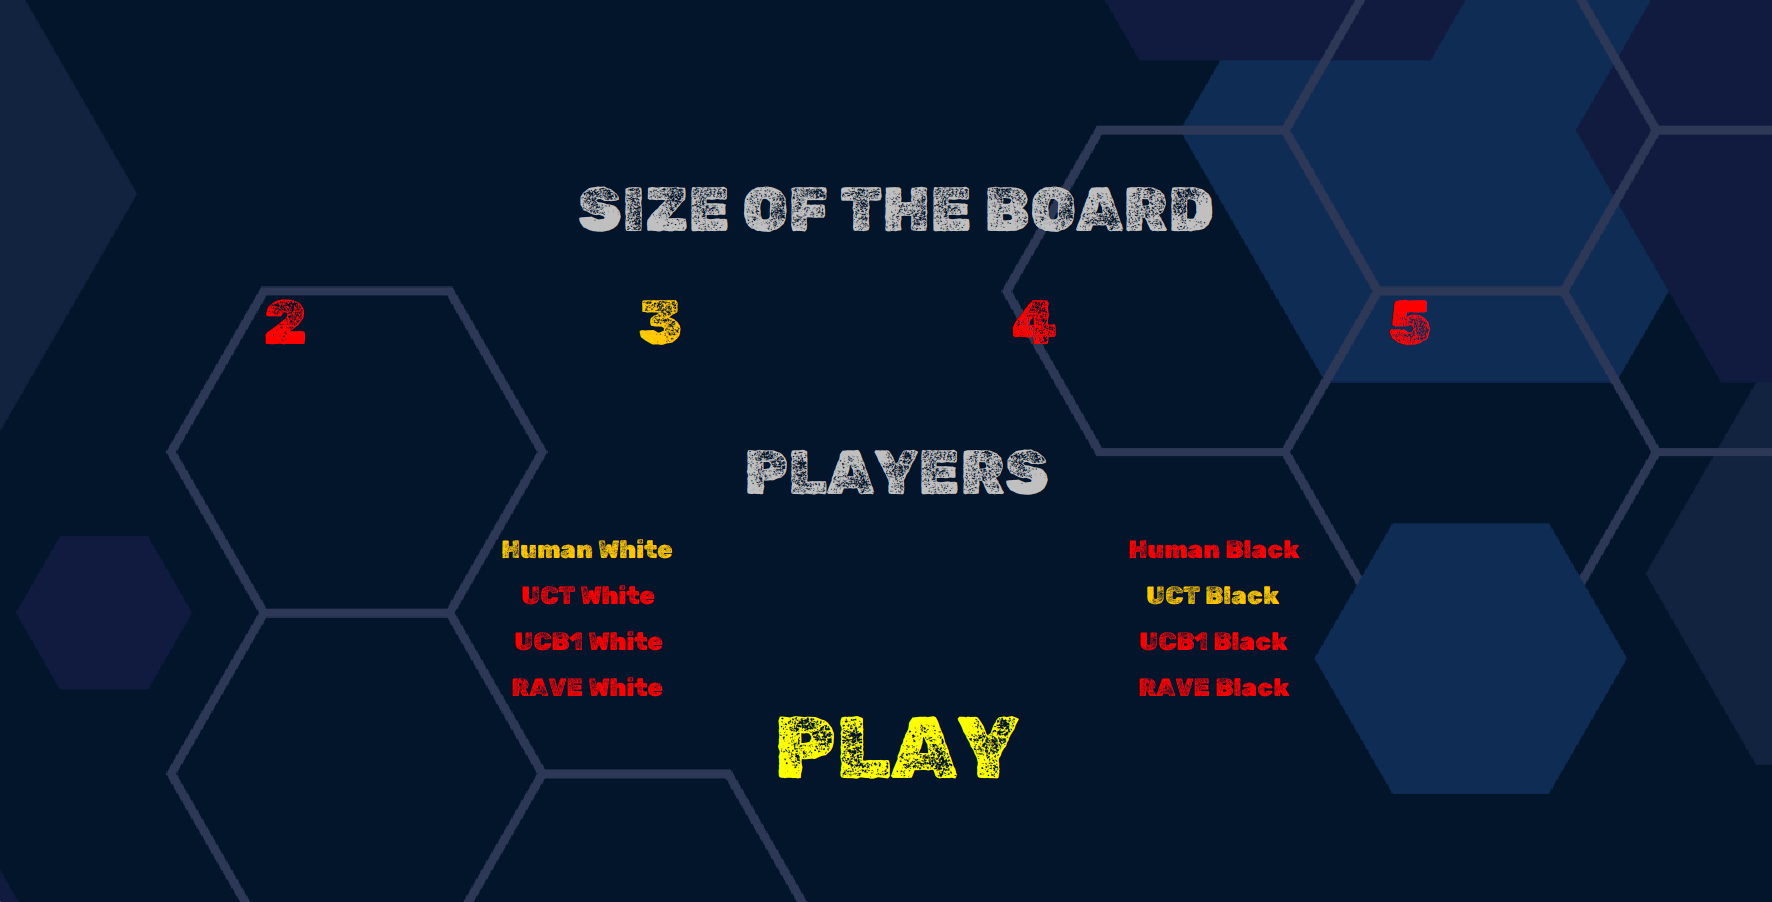 SIZE OF THE BOARD
2 3 4 5
PLAYERS
Human White Human Black
UCT White UCT Black
UCB1 White UCB1 Black
RAVE White RAVE Black
PLAY